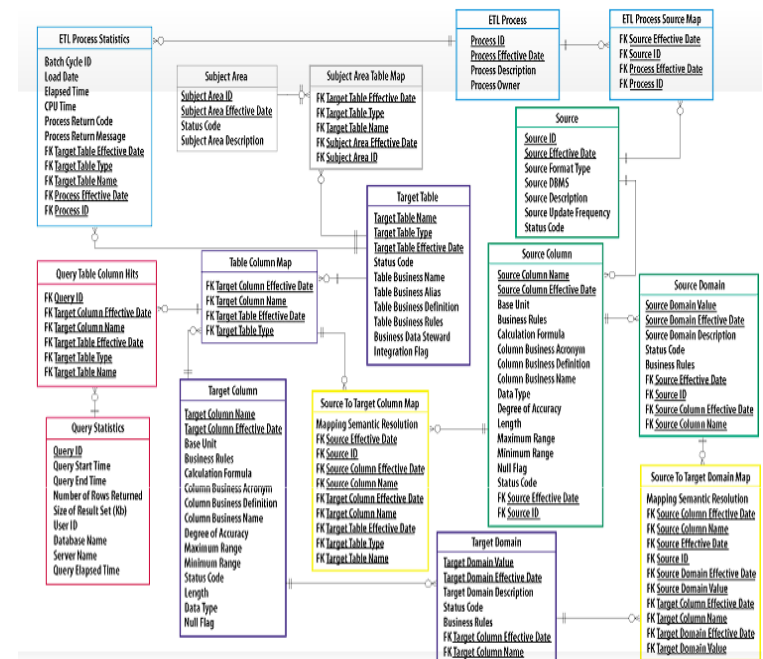 ETL Process Statistics
Batch Cycle ID
Load Date
Elapsed Time
CPU Time
Process Return Code
Process Return Message
FK Target Table Effective Date
FK Target Table Type
FK Target Table Name
FK Process Effective Date
FK Process ID
Subject Area
Subject Area ID
Subject Area Effective Date
Status Code
Subject Area Description
Subject Area Table Map
FK Target Table Effective Date
FK Target Table Type
FK Target Table Name
FK Subject Area Effective Date
FK Subject Area ID
ETL Process
Process ID
Process Effective Date
Process Description
Process Owner
ETL Process Source Map
FK Source Effective Date
FK Source ID
FK Process Effective Date
FK Process ID
Source
Source ID
Source Effective Date
Source Format Type
Source DBMS
Source Description
Source Update Frequency
Status Code
Target Table
Target Table Name
Target Table Type
Target Table Effective Date
Status Code
Table Business Name
Table Business Alias
Table Business Definition
Table Business Rules
Business Data Steward
Integration Flag
Table Column Map
FK Target Column Effective Date
FK Target Column Name
FK Target Table Effective Date
FK Target Table Type
Query Table Column Hits
FK Query ID
FK Target Column Effective Date
FK Target Column Name
FK Target Table Effective Date
FK Target Table Type
FK Target Table Name
Source Column
Source Column Name
Source Column Effective Date
Base Unit
Business Rules
Calculation Formula
Column Business Acronym
Column Business Definition
Column Business Name
Data Type
Degree of Accuracy
Length
Maximum Range
Minimum Range
Null Flag
Status Code
FK Source Effective Date
FK Source ID
Source Domain
Source Domain Value
Source Domain Effective Date
Source Domain Description
Status Code
Business Rules
FK Source Effective Date
FK Source ID
FK Source Column Effective Date
FK Source Column Name
Query Statistics
Query ID
Query Start Time
Query End Time
Number of Rows Returned
Size of Result Set (Kb)
User ID
Database Name
Server Name
Query Elapsed Time
Target Column
Target Column Name
Target Column Effective Date
Base Unit
Business Rules
Calculation Formula
Column Business Acronym
Column Business Definition
Column Business Name
Degree of Accuracy
Maximum Range
Minimum Range
Status Code
Length
Data Type
Null Flag
Source To Target Column Map
Mapping Semantic Resolution
FK Source Effective Date
FK Source ID
FK Source Column Effective Date
FK Source Column Name
FK Target Column Effective Date
FK Target Column Name
FK Target Table Effective Date
FK Target Table Type
FK Target Table Name
Target Domain
Target Domain Value
Target Domain Effective Date
Target Domain Description
Status Code
Business Rules
FK Target Column Effective Date
FK Target Column Name
Source To Target Domain Map
Mapping Semantic Resolution
FK Source Column Effective Date
FK Source Column Name
FK Source Effective Date
FK Source ID
FK Source Domain Effective Date
FK Source Domain Value
FK Target Column Effective Date
FK Target Column Name
FK Target Domain Effective Date
FK Target Domain Value